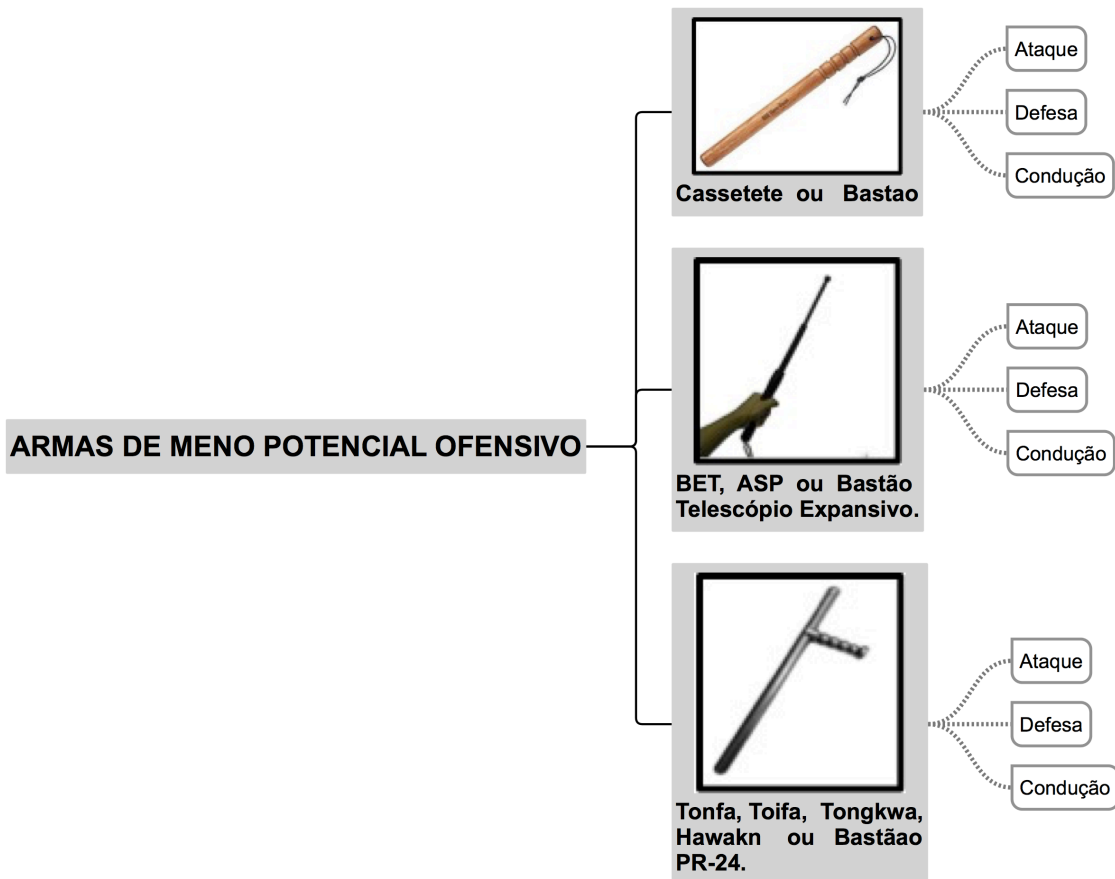 ARMAS DE MENO POTENCIAL OFENSIVO
Cassetete ou Bastao
Ataque
Defesa
Condução
BET, ASP ou Bastão
Telescópio Expansivo.
Ataque
Defesa
Condução
Tonfa, Toifa, Tongkwa,
Hawakn ou Bastãao
PR-24.
Ataque
Defesa
Condução